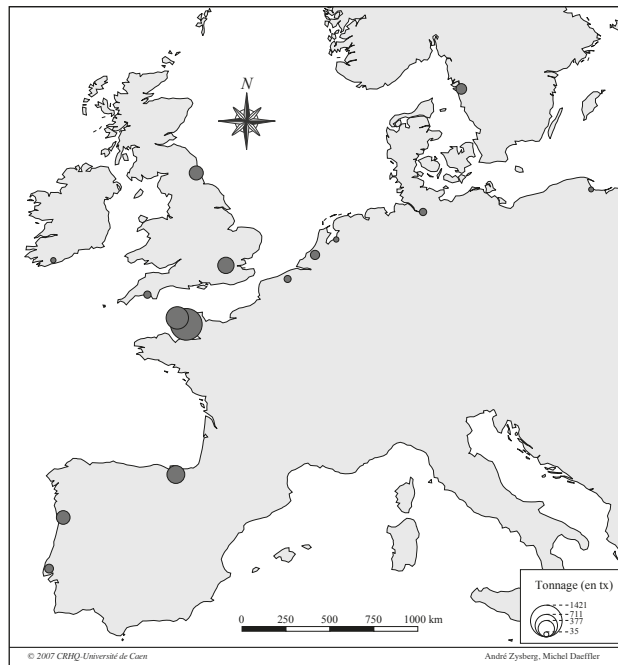 N
Tonnage (en tx)
1421
711
377
35
0 250 500 750 1000 km
© 2007 CRHQ-Université de Caen
André Zysberg, Michel Daeffler